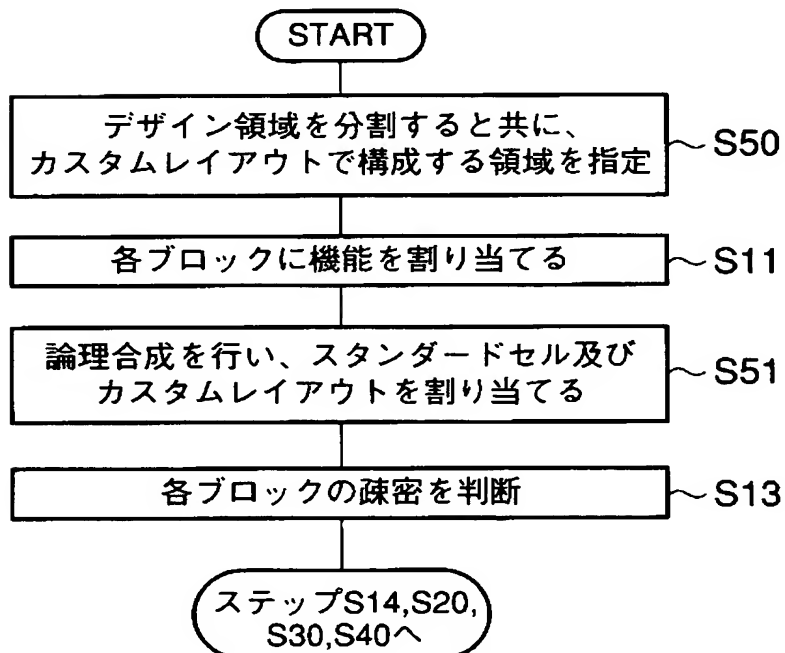 START
デザイン領域を分割すると共に、
カスタムレイアウトで構成する領域を指定
S50
各ブロックに機能を割り当てる
S11
論理合成を行い、スタンダードセル及び
カスタムレイアウトを割り当てる
S51
各ブロックの疎密を判断
S13
ステップS14,S20,
S30,S40へ